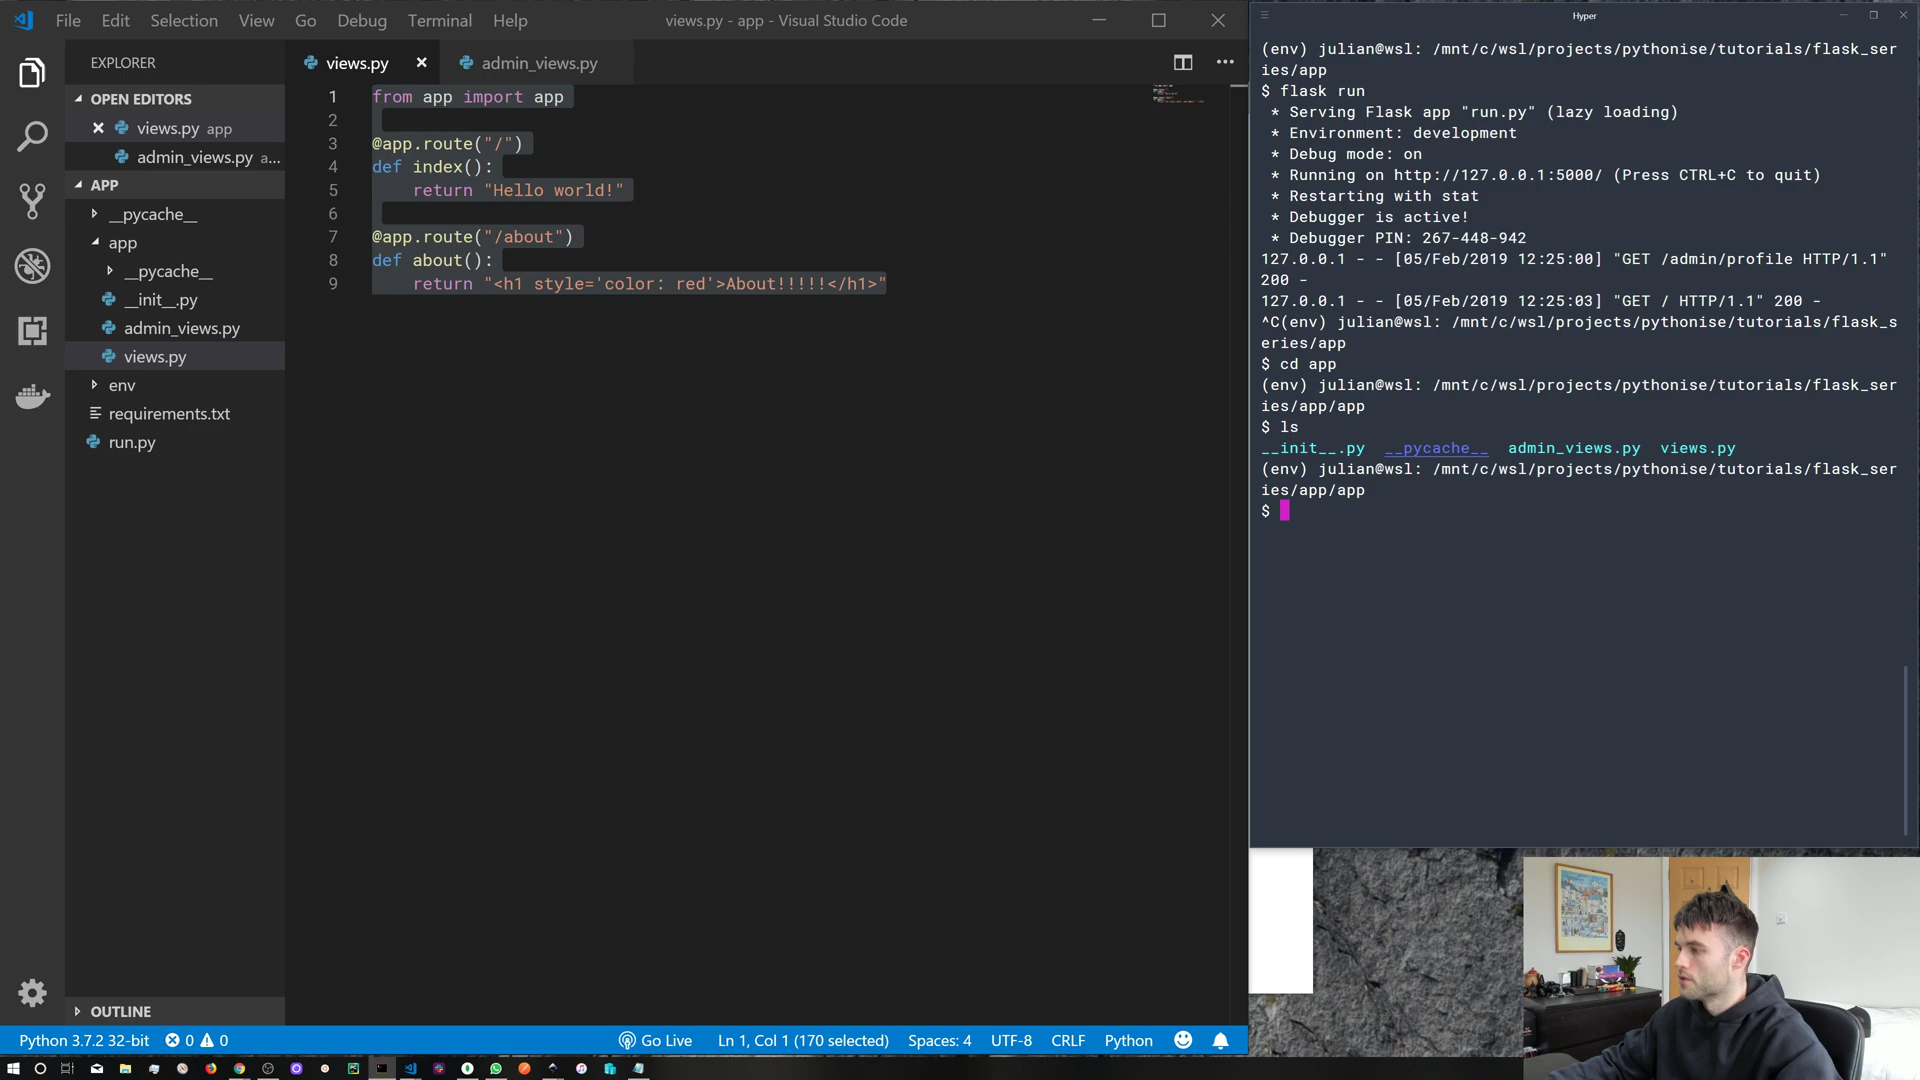 File Edit Selection View Go Debug Terminal Help
views.py - app - Visual Studio Code
EXPLORER
OPEN EDITORS
views.py app
admin_views.py a...
APP
__pycache__
app
__pycache__
__init__.py
admin_views.py
views.py
env
requirements.txt
run.py
OUTLINE
views.py
admin_views.py
1 from app import app
2
3 @app.route("/")
4 def index():
5 return "Hello world!"
6
7 @app.route("/about")
8 def about():
9 return "<h1 style='color: red'>About!!!!!</h1>"
Python 3.7.2 32-bit 0 0
Go Live Ln 1, Col 1 (170 selected) Spaces: 4 UTF-8 CRLF Python
Hyper
(env) julian@wsl: /mnt/c/wsl/projects/pythonise/tutorials/flask_ser
ies/app
$ flask run
* Serving Flask app "run.py" (lazy loading)
* Environment: development
* Debug mode: on
* Running on http://127.0.0.1:5000/ (Press CTRL+C to quit)
* Restarting with stat
* Debugger is active!
* Debugger PIN: 267-448-942
127.0.0.1 - - [05/Feb/2019 12:25:00] "GET /admin/profile HTTP/1.1"
200 -
127.0.0.1 - - [05/Feb/2019 12:25:03] "GET / HTTP/1.1" 200 -
^C(env) julian@wsl: /mnt/c/wsl/projects/pythonise/tutorials/flask_s
eries/app
$ cd app
(env) julian@wsl: /mnt/c/wsl/projects/pythonise/tutorials/flask_ser
ies/app/app
$ ls
__init__.py __pycache__ admin_views.py views.py
(env) julian@wsl: /mnt/c/wsl/projects/pythonise/tutorials/flask_ser
ies/app/app
$